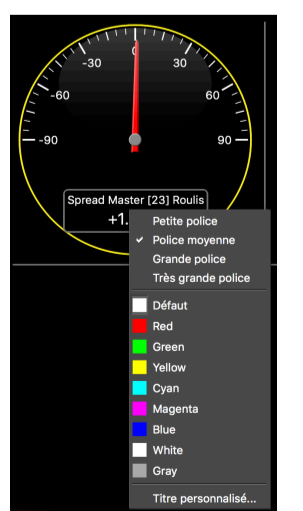 0
-30 30
-60 60
-90 90
Spread Master [23] Roulis
+1.
Petite police
✓ Police moyenne
Grande police
Très grande police
Défaut
Red
Green
Yellow
Cyan
Magenta
Blue
White
Gray
Titre personnalisé...